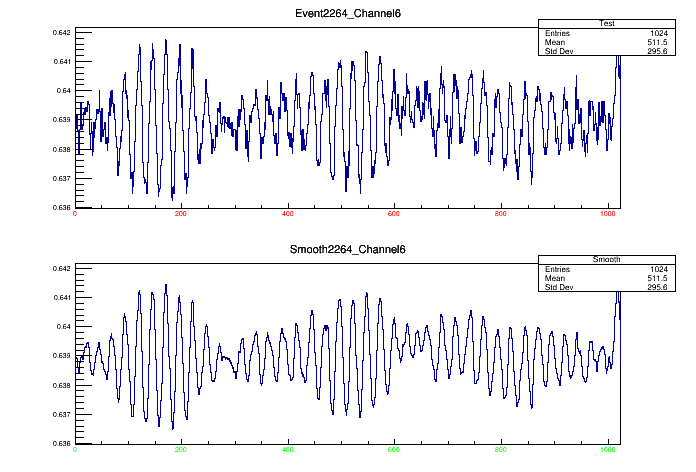 Event2264_Channel6
Test
Entries 1024
Mean 511.5
Std Dev 295.6
0.642
0.641
0.64
0.639
0.638
0.637
0.636
0 200 400 600 800 1000
Smooth2264_Channel6
Smooth
Entries 1024
Mean 511.5
Std Dev 295.6
0.642
0.641
0.64
0.639
0.638
0.637
0.636
0 200 400 600 800 1000